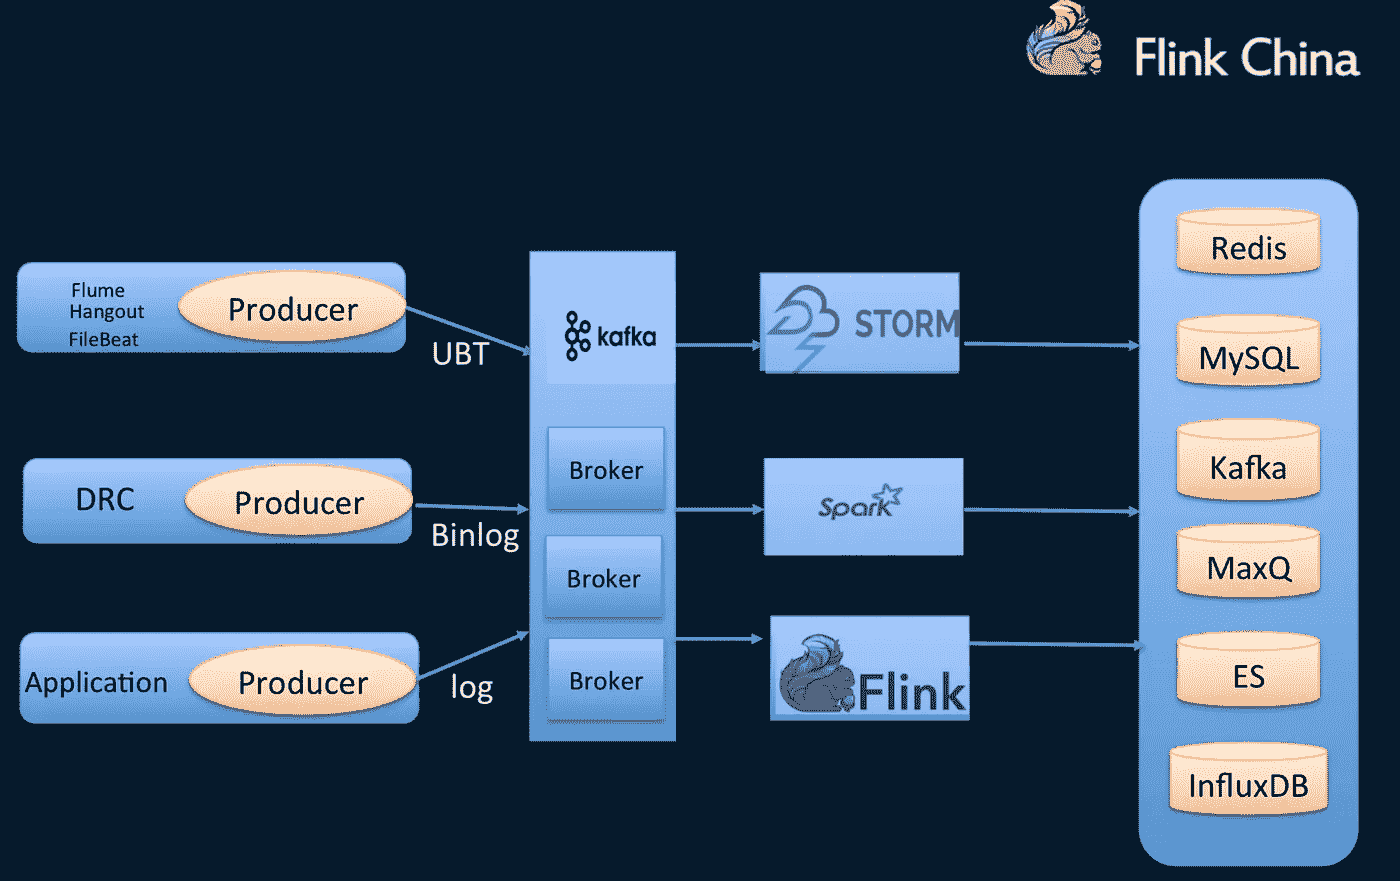 Flink China
Flume
Hangout
FileBeat
Producer
UBT
DRC
Producer
Binlog
Application
Producer
log
kafka
Broker
Broker
Broker
STORM
Spark
Flink
Redis
MySQL
Kafka
MaxQ
ES
InfluxDB